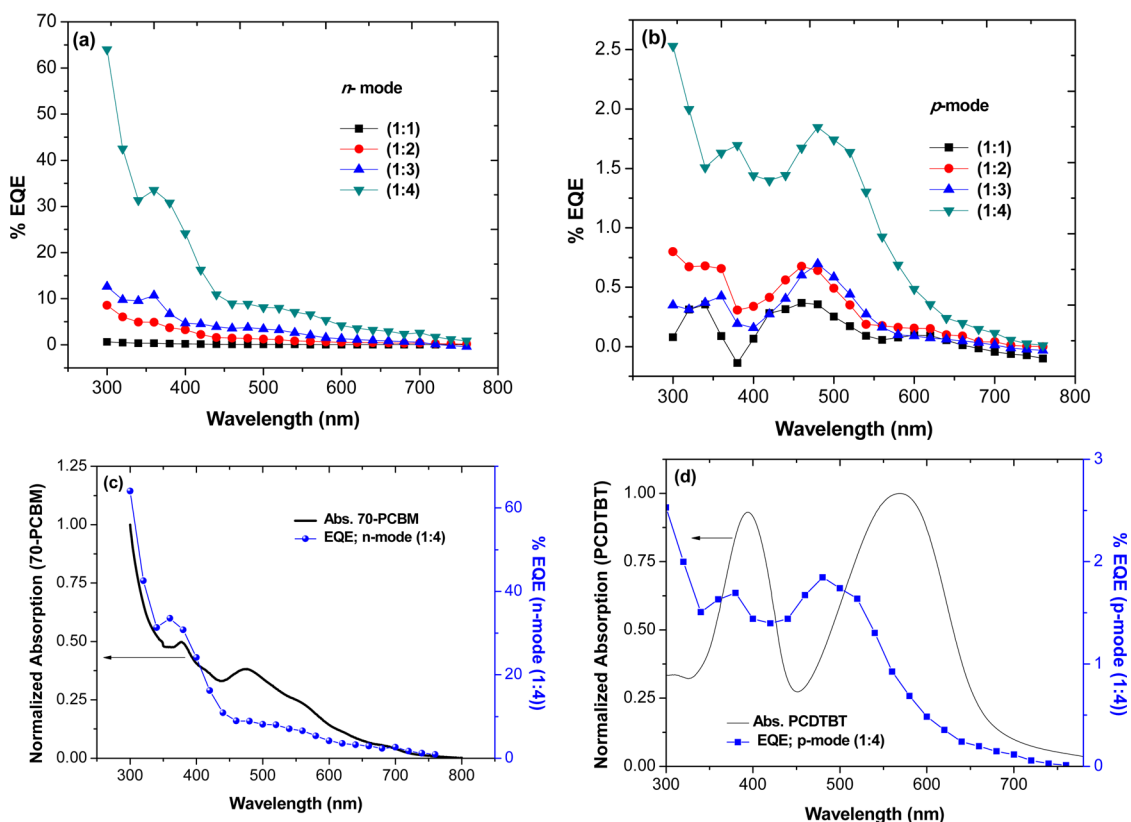 (a)
n- mode
(1:1)
(1:2)
(1:3)
(1:4)
% EQE
70
60
50
40
30
20
10
0
300 400 500 600 700 800
Wavelength (nm)
(b)
p-mode
(1:1)
(1:2)
(1:3)
(1:4)
% EQE
2.5
2.0
1.5
1.0
0.5
0.0
300 400 500 600 700 800
Wavelength (nm)
(c)
Abs. 70-PCBM
EQE; n-mode (1:4)
Normalized Absorption (70-PCBM)
1.25
1.00
0.75
0.50
0.25
0.00
60
40
20
0
% EQE (n-mode (1:4))
300 400 500 600 700 800
Wavelength (nm)
(d)
Abs. PCDTBT
EQE; p-mode (1:4)
Normalized Absorption (PCDTBT)
1.00
0.75
0.50
0.25
0.00
3
2
1
0
% EQE (p-mode (1:4))
300 400 500 600 700
Wavelength (nm)